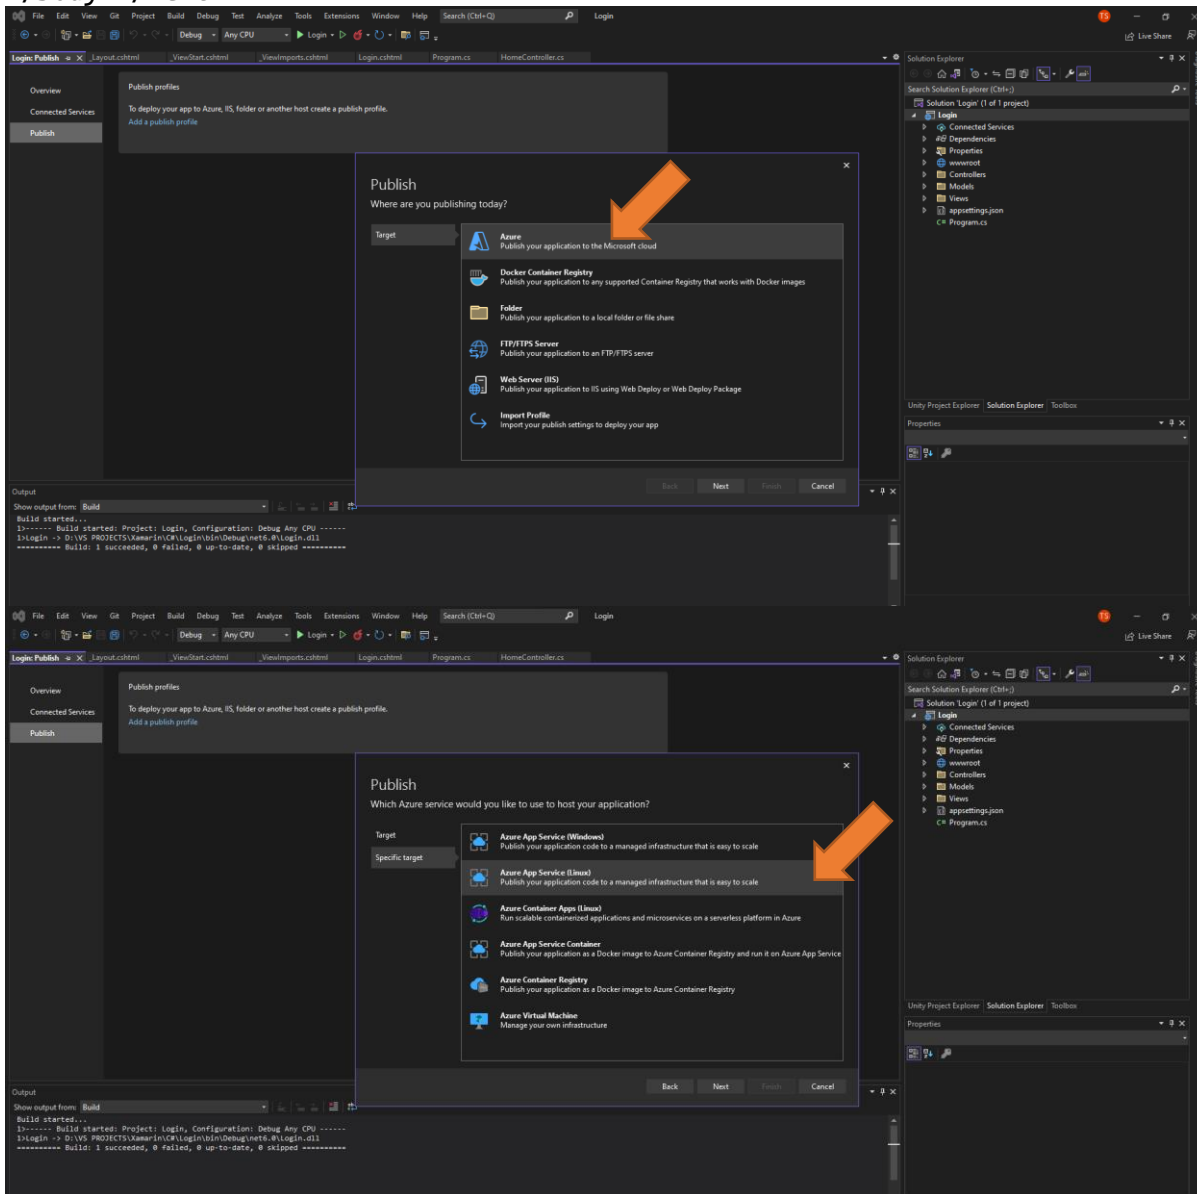 File Edit View Git Project Build Debug Test Analyze Tools Extensions Window Help Search (Ctrl+Q) Login TS
Debug Any CPU Login Live Share
Login: Publish _Layout.cshtml _ViewStart.cshtml _ViewImports.cshtml Login.cshtml Program.cs HomeController.cs
Overview
Connected Services
Publish
Publish profiles
To deploy your app to Azure, IIS, folder or another host create a publish profile.
Add a publish profile
Publish
Where are you publishing today?
Target
Azure
Publish your application to the Microsoft cloud
Docker Container Registry
Publish your application to any supported Container Registry that works with Docker images
Folder
Publish your application to a local folder or file share
FTP/FTPS Server
Publish your application to an FTP/FTPS server
Web Server (IIS)
Publish your application to IIS using Web Deploy or Web Deploy Package
Import Profile
Import your publish settings to deploy your app
Back Next Finish Cancel
Solution Explorer
Search Solution Explorer (Ctrl+;)
Solution 'Login' (1 of 1 project)
Login
Connected Services
Dependencies
Properties
wwwroot
Controllers
Models
Views
appsettings.json
C# Program.cs
Unity Project Explorer Solution Explorer Toolbox
Properties
Output
Show output from: Build
Build started...
1>------ Build started: Project: Login, Configuration: Debug Any CPU ------
1>Login -> D:\VS PROJECTS\Xamarin\C#\Login\bin\Debug\net6.0\Login.dll
========== Build: 1 succeeded, 0 failed, 0 up-to-date, 0 skipped ==========
File Edit View Git Project Build Debug Test Analyze Tools Extensions Window Help Search (Ctrl+Q) Login TS
Debug Any CPU Login Live Share
Login: Publish _Layout.cshtml _ViewStart.cshtml _ViewImports.cshtml Login.cshtml Program.cs HomeController.cs
Overview
Connected Services
Publish
Publish profiles
To deploy your app to Azure, IIS, folder or another host create a publish profile.
Add a publish profile
Publish
Which Azure service would you like to use to host your application?
Target
Specific target
Azure App Service (Windows)
Publish your application code to a managed infrastructure that is easy to scale
Azure App Service (Linux)
Publish your application code to a managed infrastructure that is easy to scale
Azure Container Apps (Linux)
Run scalable containerized applications and microservices on a serverless platform in Azure
Azure App Service Container
Publish your application as a Docker image to Azure Container Registry and run it on Azure App Service
Azure Container Registry
Publish your application as a Docker image to Azure Container Registry
Azure Virtual Machine
Manage your own infrastructure
Back Next Finish Cancel
Solution Explorer
Search Solution Explorer (Ctrl+;)
Solution 'Login' (1 of 1 project)
Login
Connected Services
Dependencies
Properties
wwwroot
Controllers
Models
Views
appsettings.json
C# Program.cs
Unity Project Explorer Solution Explorer Toolbox
Properties
Output
Show output from: Build
Build started...
1>------ Build started: Project: Login, Configuration: Debug Any CPU ------
1>Login -> D:\VS PROJECTS\Xamarin\C#\Login\bin\Debug\net6.0\Login.dll
========== Build: 1 succeeded, 0 failed, 0 up-to-date, 0 skipped ==========